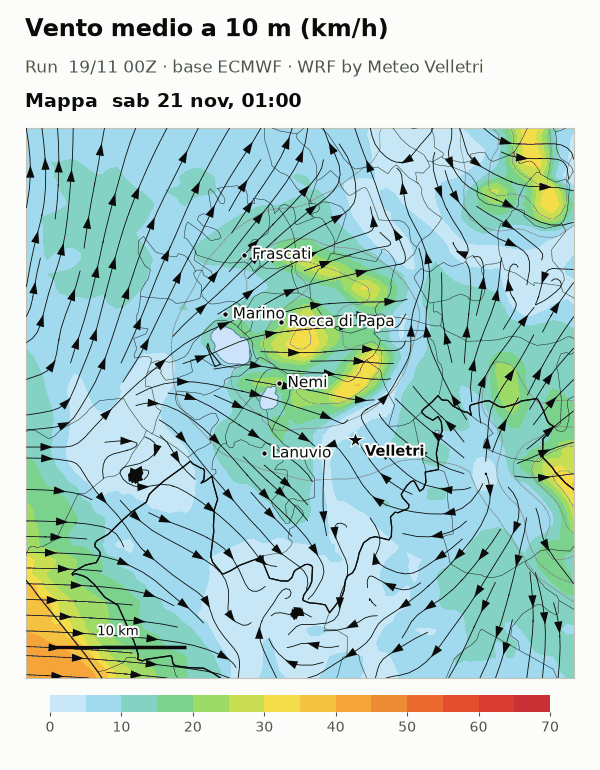 Vento medio a 10 m (km/h)
Run  19/11 00Z · base ECMWF · WRF by Meteo Velletri
Mappa  sab 21 nov, 01:00
Frascati
Marino
Rocca di Papa
Nemi
Velletri
Lanuvio
10 km
0 10 20 30 40 50 60 70